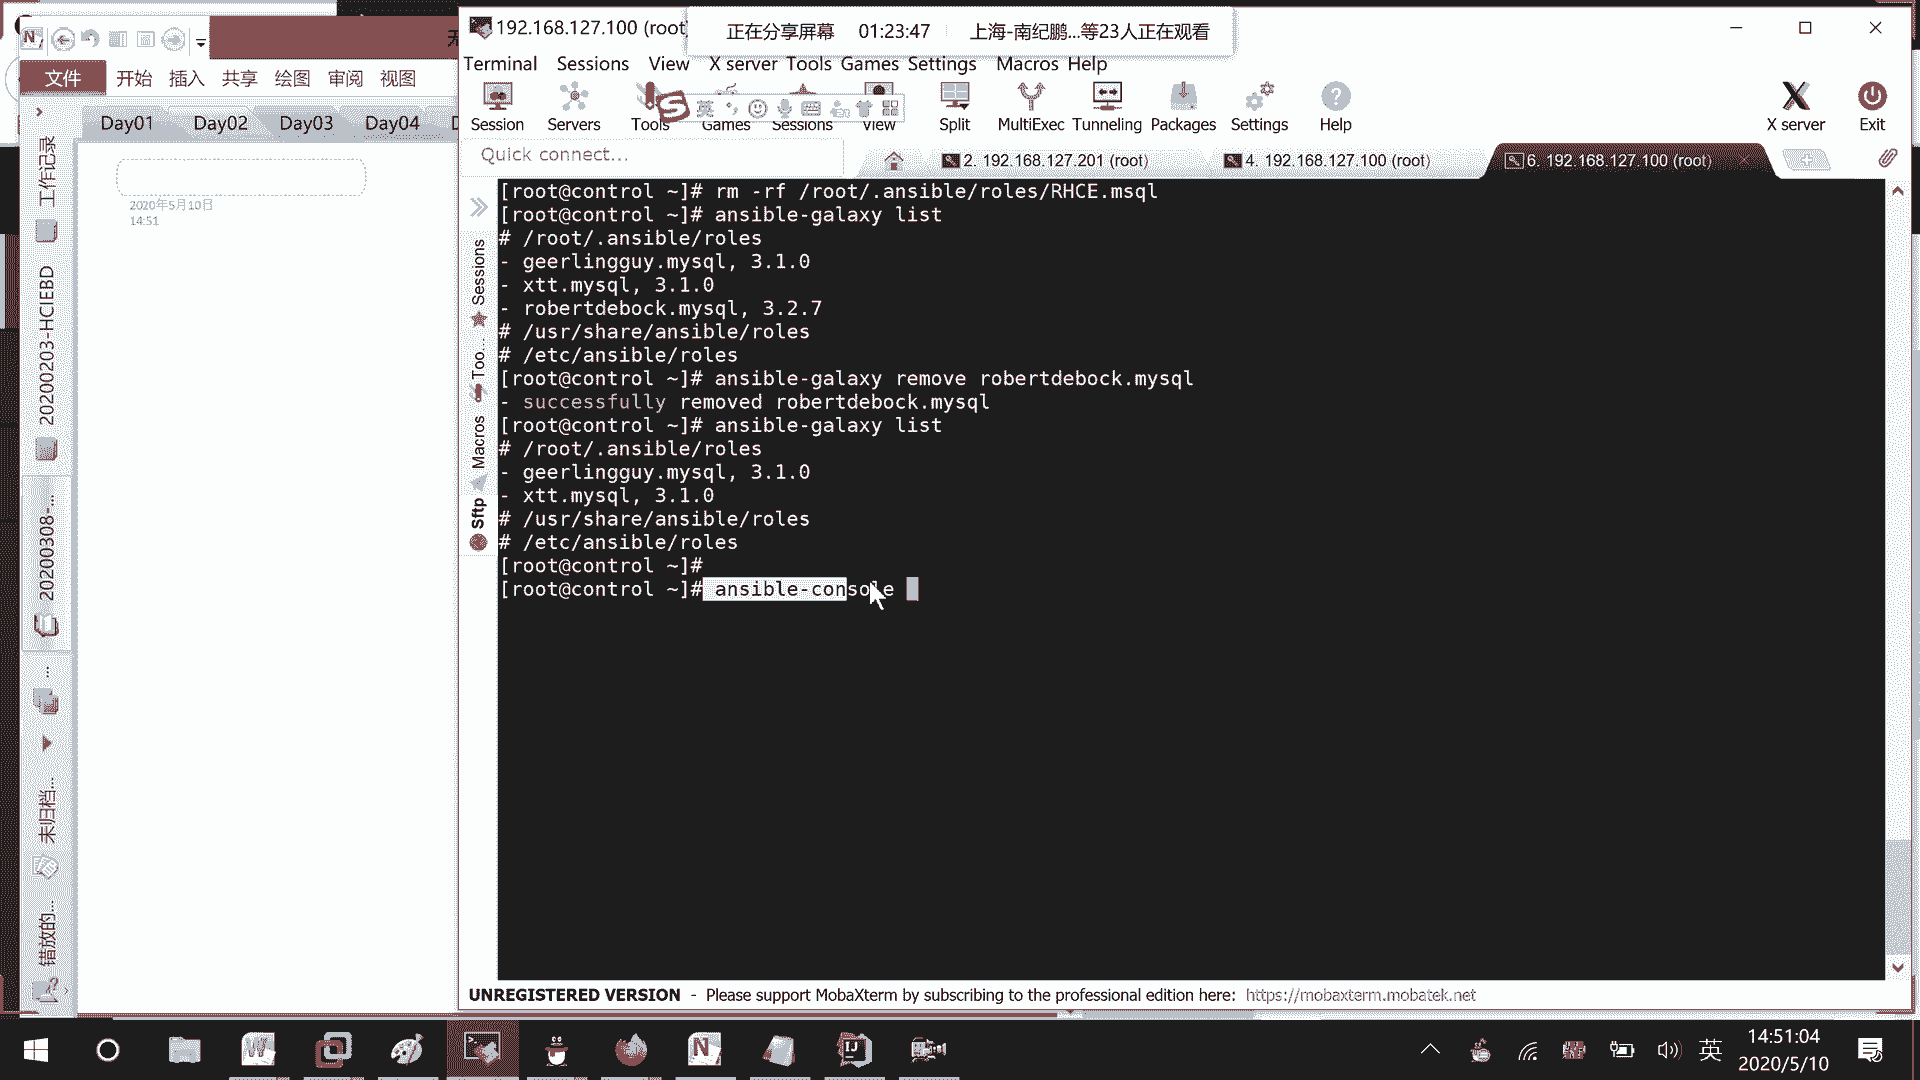 192.168.127.100 (root
正在分享屏幕 01:23:47 上海-南纪鹏...等23人正在观看
文件 开始 插入 共享 绘图 审阅 视图
Terminal Sessions View X server Tools Games Settings Macros Help
Session Servers Tools Games Sessions View Split MultiExec Tunneling Packages Settings Help
X server Exit
英
Day01 Day02 Day03 Day04
Quick connect...
2. 192.168.127.201 (root)
4. 192.168.127.100 (root)
6. 192.168.127.100 (root)
2020年5月10日
14:51
工作记录
20200203-HCIEBD
20200308-...
未归档...
错放的...
Sessions
Too...
Macros
Sftp
[root@control ~]# rm -rf /root/.ansible/roles/RHCE.msql
[root@control ~]# ansible-galaxy list
# /root/.ansible/roles
- geerlingguy.mysql, 3.1.0
- xtt.mysql, 3.1.0
- robertdebock.mysql, 3.2.7
# /usr/share/ansible/roles
# /etc/ansible/roles
[root@control ~]# ansible-galaxy remove robertdebock.mysql
- successfully removed robertdebock.mysql
[root@control ~]# ansible-galaxy list
# /root/.ansible/roles
- geerlingguy.mysql, 3.1.0
- xtt.mysql, 3.1.0
# /usr/share/ansible/roles
# /etc/ansible/roles
[root@control ~]#
[root@control ~]# ansible-console
UNREGISTERED VERSION - Please support MobaXterm by subscribing to the professional edition here: https://mobaxterm.mobatek.net
英
14:51:04
2020/5/10